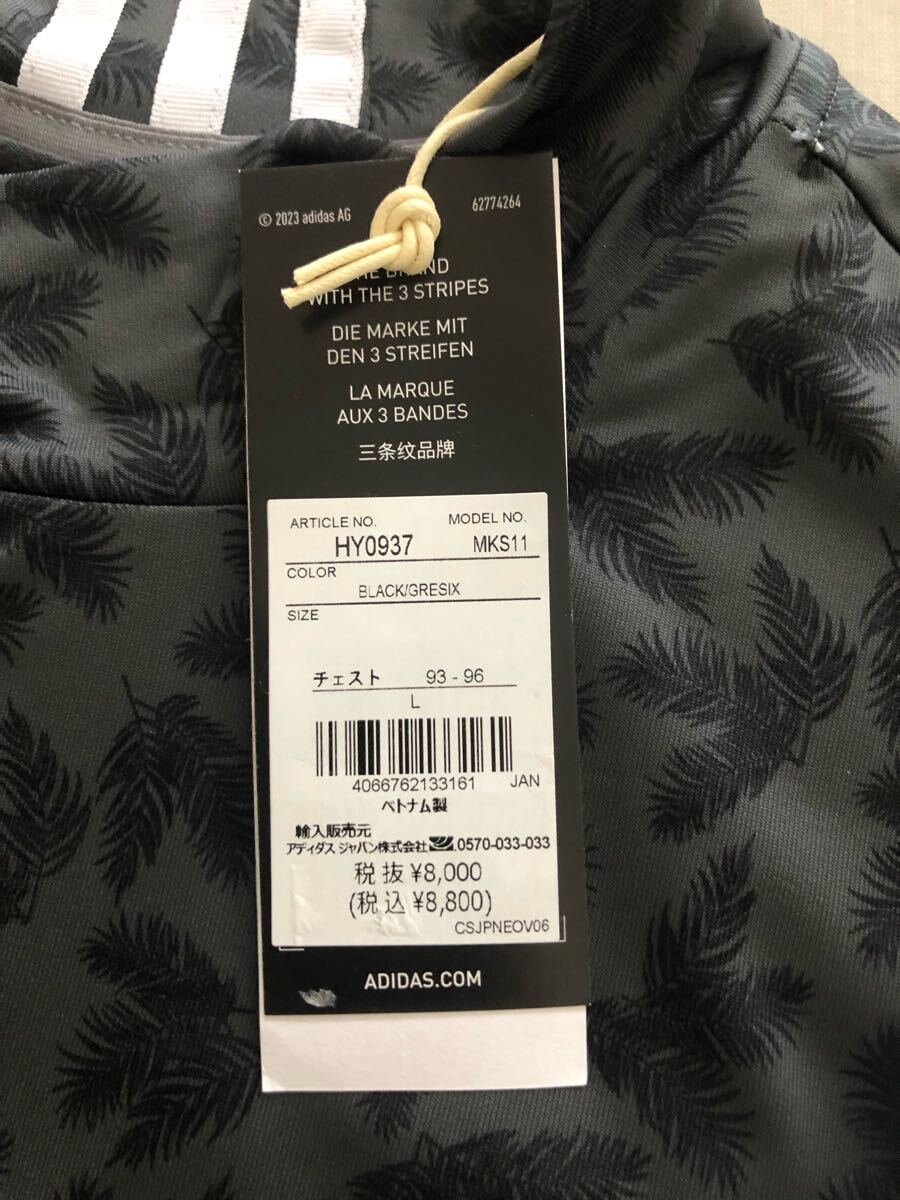 © 2023 adidas AG 62774264
BRAND
WITH THE 3 STRIPES
DIE MARKE MIT
DEN 3 STREIFEN
LA MARQUE
AUX 3 BANDES
三条纹品牌
ARTICLE NO. MODEL NO.
HY0937 MKS11
COLOR
BLACK/GRESIX
SIZE
チェスト 93 - 96
L
4066762133161 JAN
ベトナム製
輸入販売元
アディダス ジャパン株式会社 0570-033-033
税抜 ¥8,000
(税込 ¥8,800)
CSJPNEOV06
ADIDAS.COM